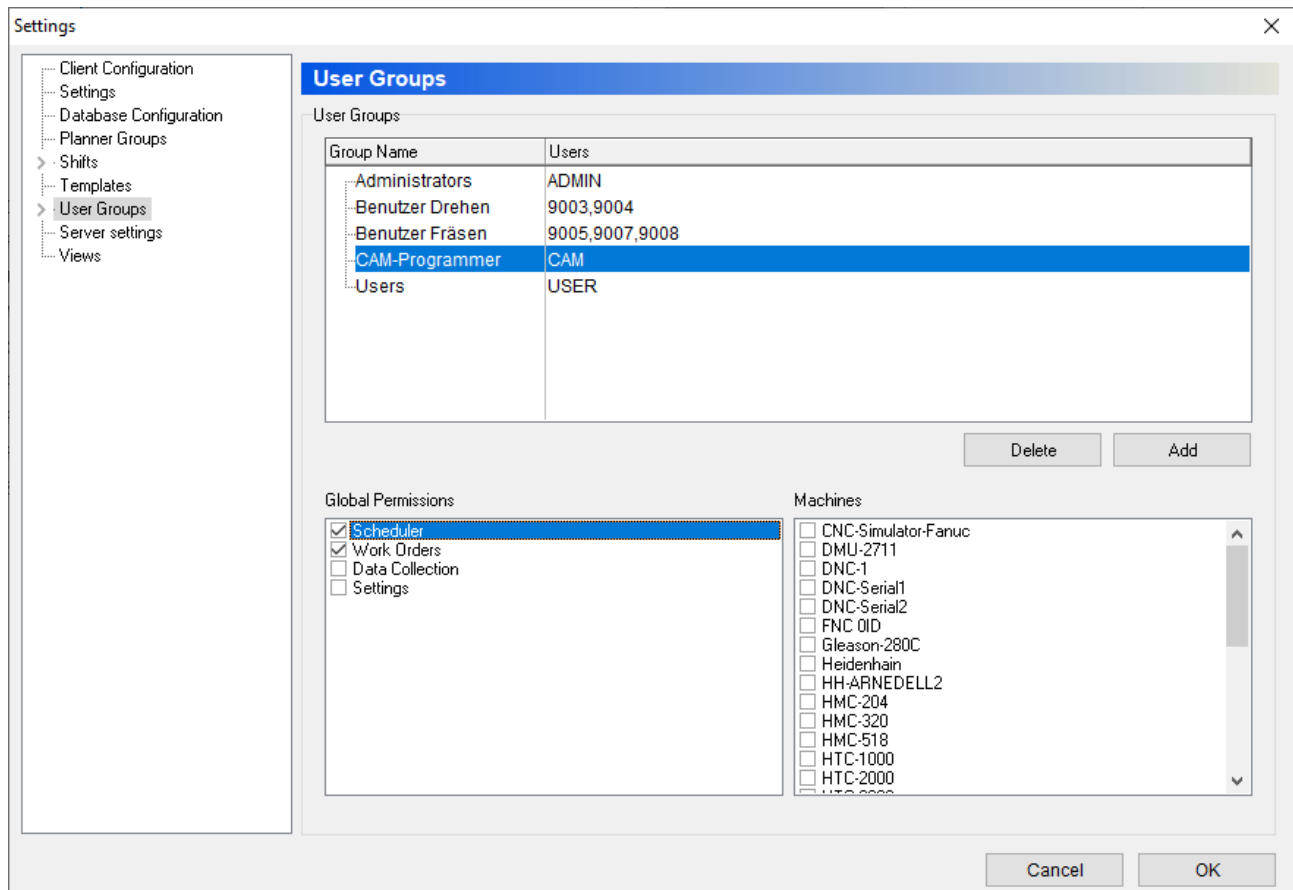 Settings
Client Configuration
Settings
Database Configuration
Planner Groups
Shifts
Templates
User Groups
Server settings
Views
User Groups
User Groups
Group Name Users
Administrators ADMIN
Benutzer Drehen 9003,9004
Benutzer Fräsen 9005,9007,9008
CAM-Programmer CAM
Users USER
Delete Add
Global Permissions
Scheduler
Work Orders
Data Collection
Settings
Machines
CNC-Simulator-Fanuc
DMU-2711
DNC-1
DNC-Serial1
DNC-Serial2
FNC 0ID
Gleason-280C
Heidenhain
HH-ARNEDELL2
HMC-204
HMC-320
HMC-518
HTC-1000
HTC-2000
Cancel OK